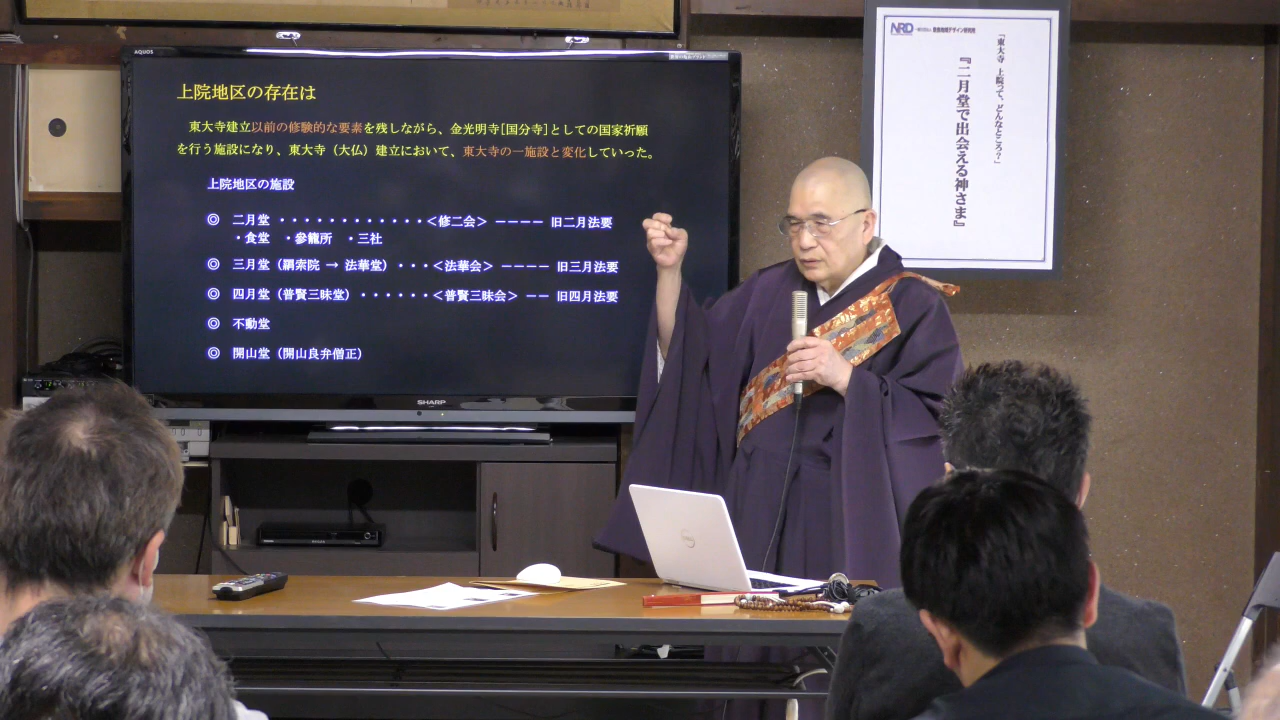 AQUOS
上院地区の存在は
東大寺建立以前の修験的な要素を残しながら、金光明寺[国分寺]としての国家祈願
を行う施設になり、東大寺（大仏）建立において、東大寺の一施設と変化していった。
上院地区の施設
◎ 二月堂 ・・・・・・・・・・・・＜修二会＞ ーーーー 旧二月法要
・食堂 ・参籠所 ・三社
◎ 三月堂（羂索院 → 法華堂）・・・＜法華会＞ ーーーー 旧三月法要
◎ 四月堂（普賢三昧堂）・・・・・・＜普賢三昧会＞ ーー 旧四月法要
◎ 不動堂
◎ 開山堂（開山良弁僧正）
SHARP
NRD
「東大寺 上院って、どんなところ？」
『二月堂で出会える神さま』
DELL